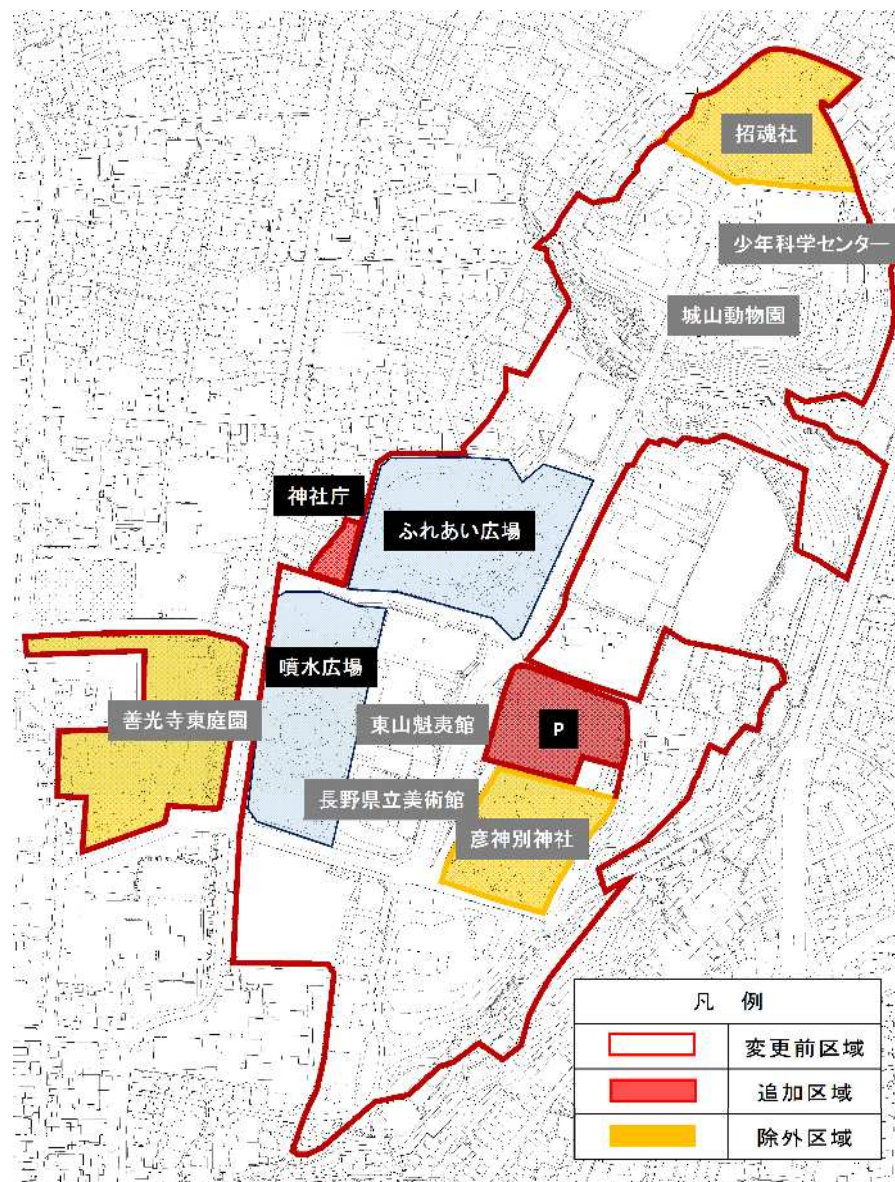 招魂社
少年科学センター
城山動物園
神社庁
ふれあい広場
噴水広場
善光寺東庭園
東山魁夷館
P
長野県立美術館
彦神別神社
凡 例
変更前区域
追加区域
除外区域